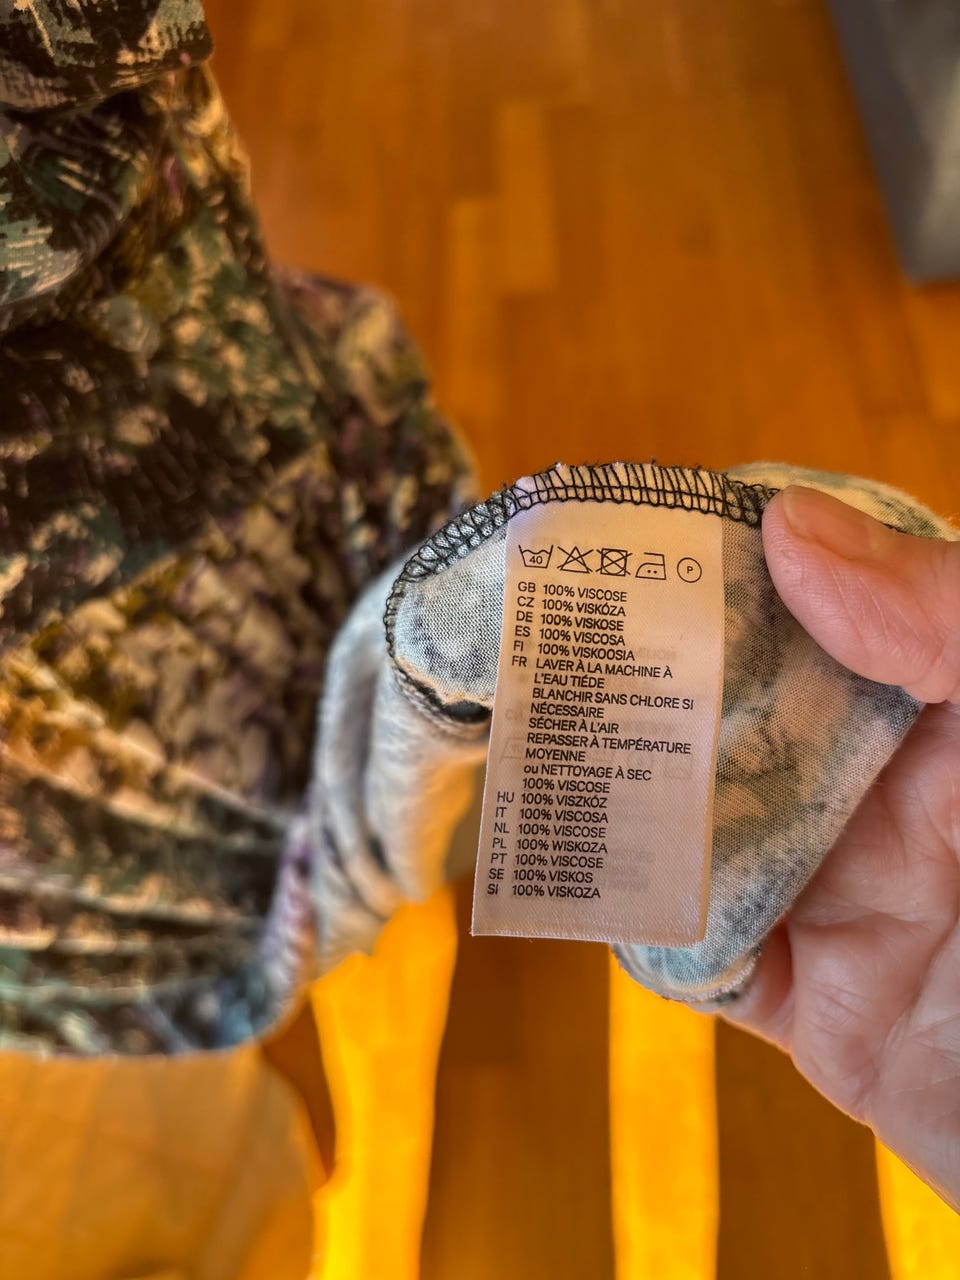 40 P
GB 100% VISCOSE
CZ 100% VISKÓZA
DE 100% VISKOSE
ES 100% VISCOSA
FI 100% VISKOOSIA
FR LAVER À LA MACHINE À
L'EAU TIÉDE
BLANCHIR SANS CHLORE SI
NÉCESSAIRE
SÉCHER À L'AIR
REPASSER À TEMPÉRATURE
MOYENNE
ou NETTOYAGE À SEC
100% VISCOSE
HU 100% VISZKÓZ
IT 100% VISCOSA
NL 100% VISCOSE
PL 100% WISKOZA
PT 100% VISCOSE
SE 100% VISKOS
SI 100% VISKOZA